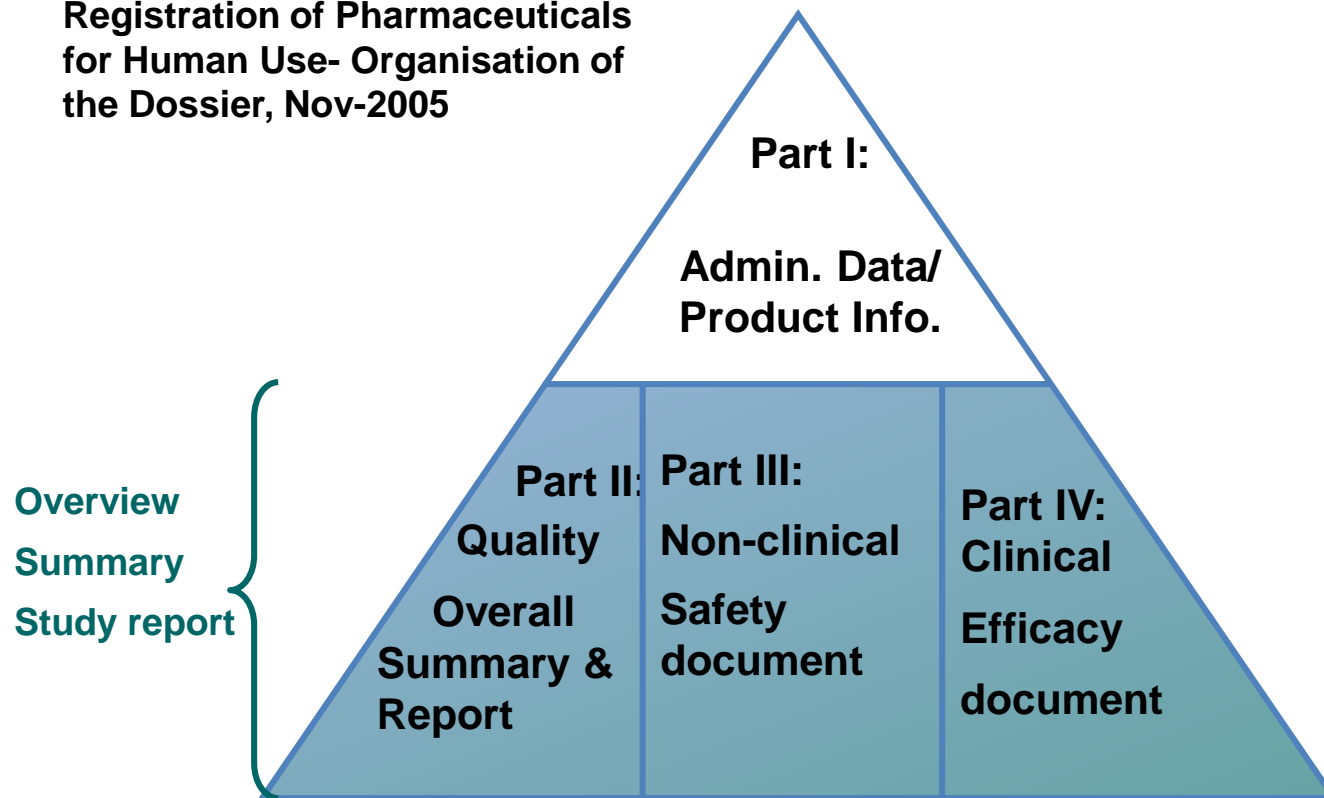 Registration of Pharmaceuticals
for Human Use- Organisation of
the Dossier, Nov-2005
Part I:
Admin. Data/
Product Info.
Overview
Summary
Study report
Part II:
Quality
Overall
Summary &
Report
Part III:
Non-clinical
Safety
document
Part IV:
Clinical
Efficacy
document